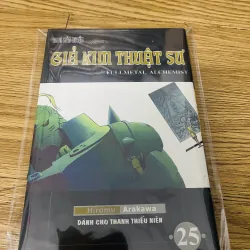 GIẢ KIM THUẬT SƯ
FULLMETAL ALCHEMIST
Hiromu Arakawa
DÀNH CHO THANH THIẾU NIÊN
25